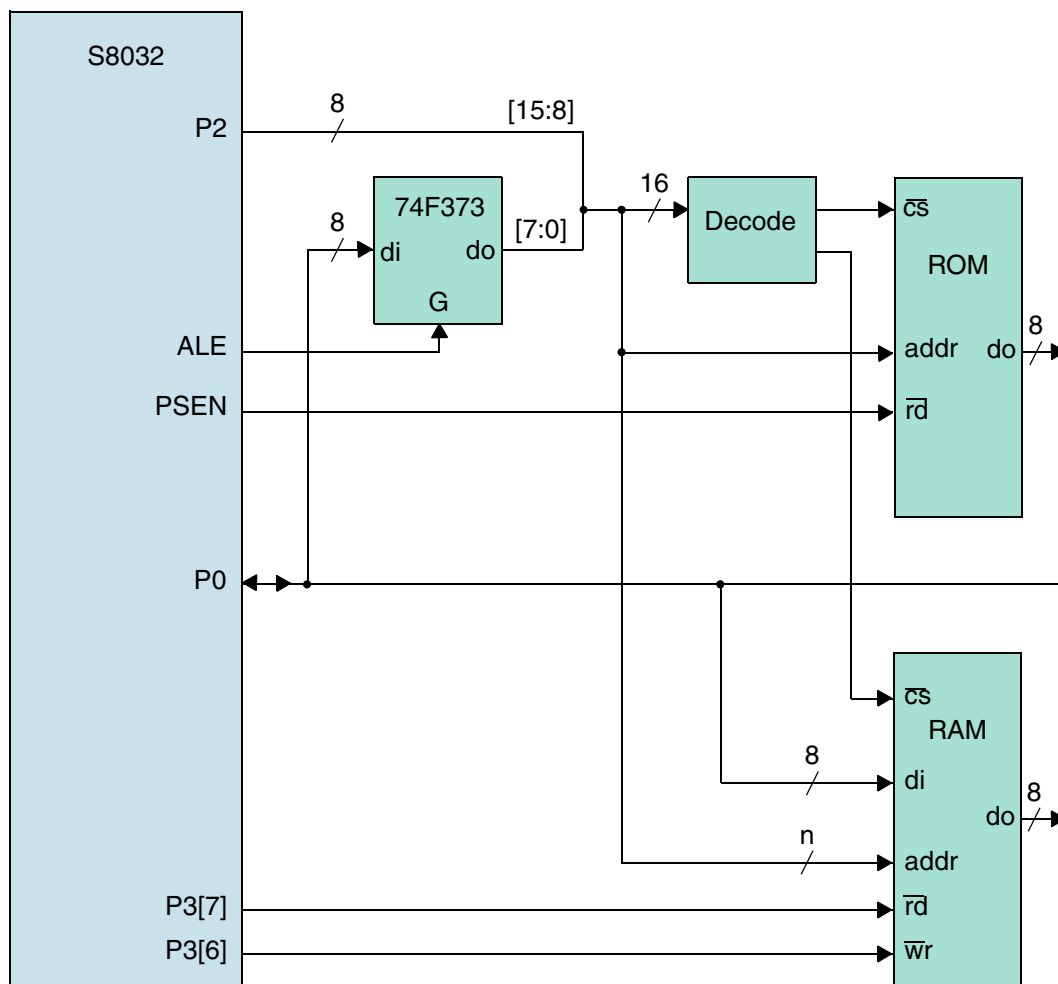 S8032
P2
8
[15:8]
74F373
8
di
do
[7:0]
G
16
Decode
cs
ROM
addr
do
8
rd
ALE
PSEN
P0
cs
RAM
8
di
do
8
n
addr
P3[7]
rd
P3[6]
wr